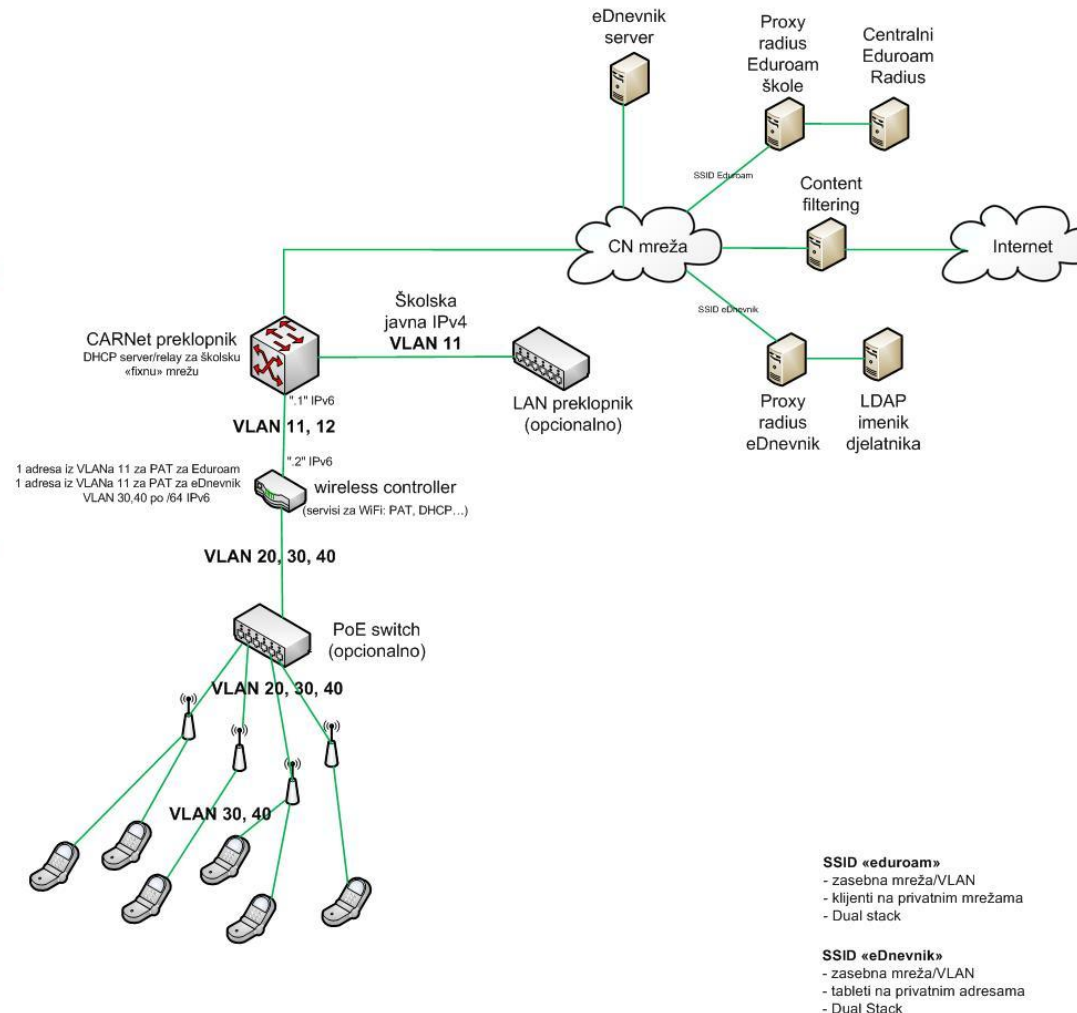 eDnevnik
server
Proxy
radius
Eduroam
škole
Centralni
Eduroam
Radius
SSID Eduroam
Content
filtering
CN mreža
Internet
SSID eDnevnik
Školska
javna IPv4
VLAN 11
CARNet preklopnik
DHCP server/relay za školsku
«fixnu» mrežu
LAN preklopnik
(opcionalno)
Proxy
radius
eDnevnik
LDAP
imenik
djelatnika
".1" IPv6
VLAN 11, 12
".2" IPv6
1 adresa iz VLANa 11 za PAT za Eduroam
1 adresa iz VLANa 11 za PAT za eDnevnik
VLAN 30,40 po /64 IPv6
wireless controller
(servisi za WiFi: PAT, DHCP...)
VLAN 20, 30, 40
PoE switch
(opcionalno)
VLAN 20, 30, 40
VLAN 30, 40
SSID «eduroam»
- zasebna mreža/VLAN
- klijenti na privatnim mrežama
- Dual stack
SSID «eDnevnik»
- zasebna mreža/VLAN
- tableti na privatnim adresama
- Dual Stack